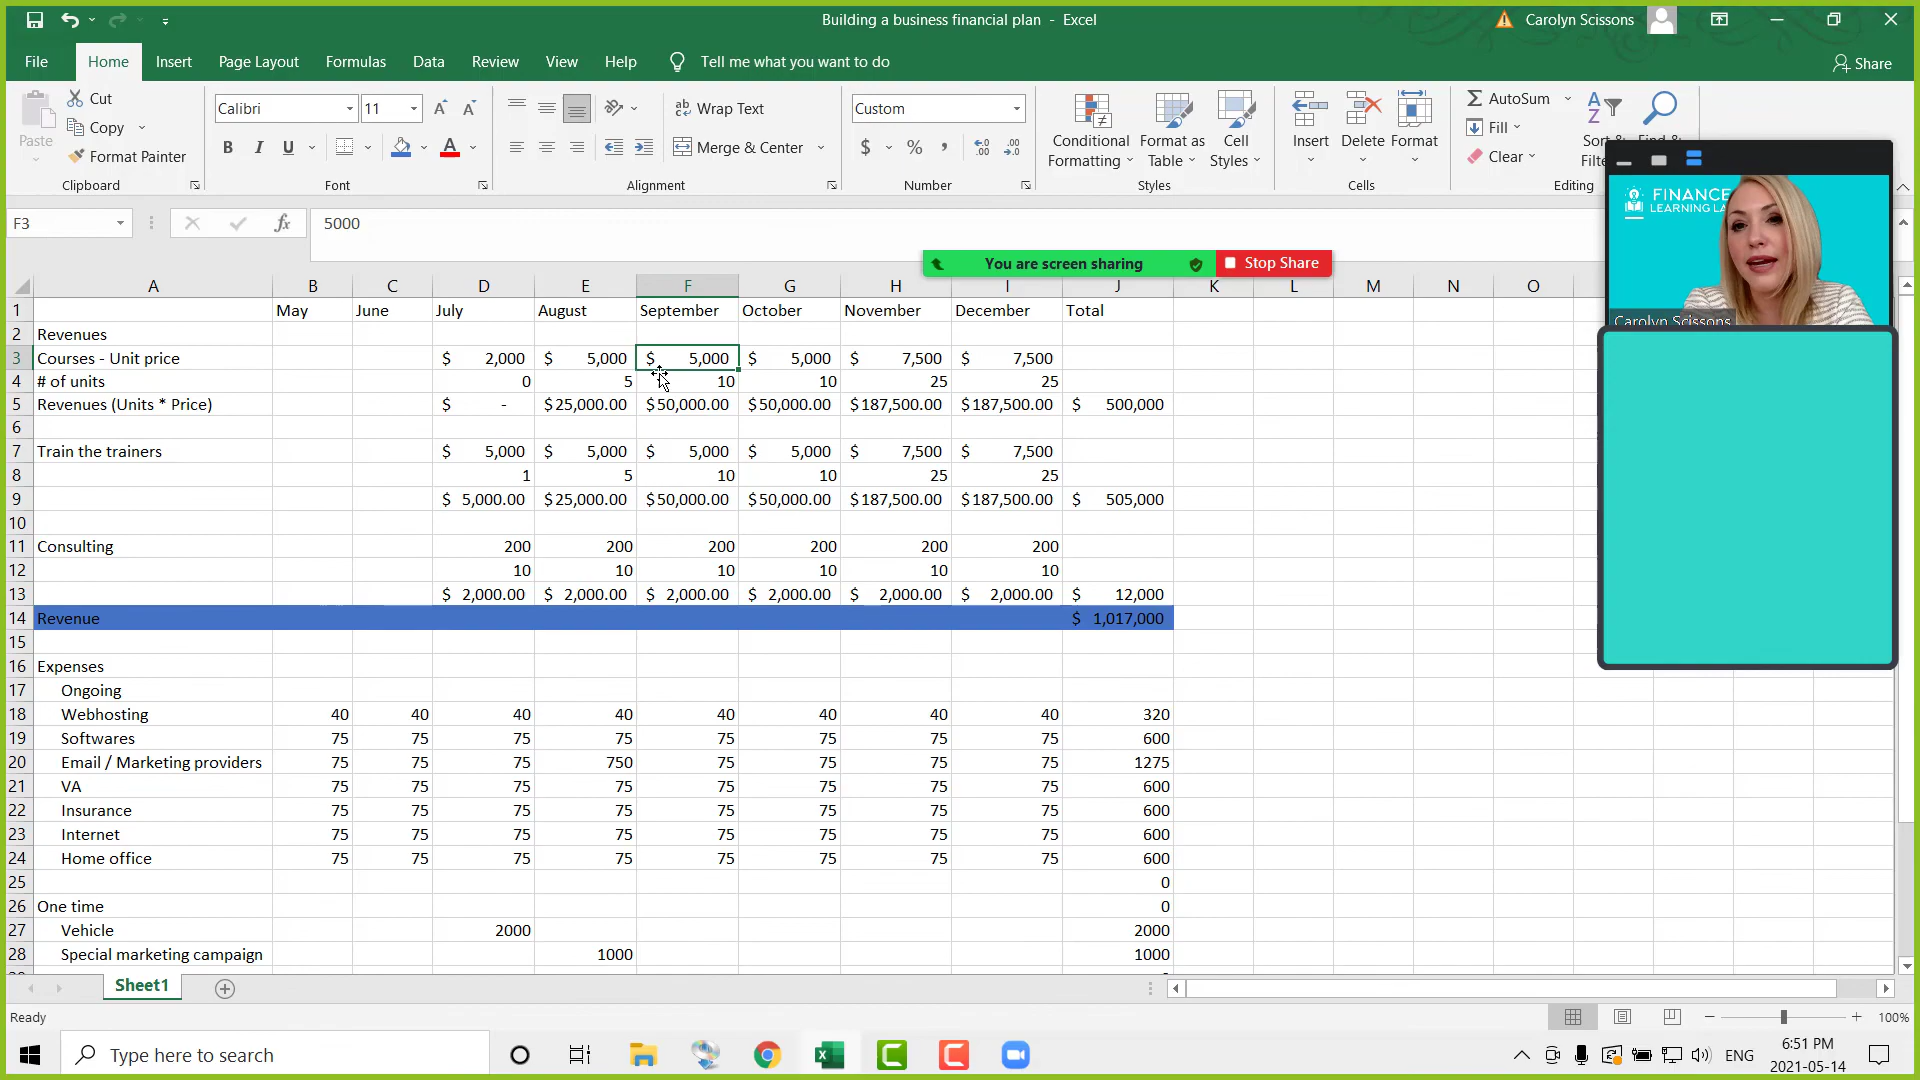 Building a business financial plan - Excel
Carolyn Scissons
File Home Insert Page Layout Formulas Data Review View Help Tell me what you want to do
Share
Paste
Cut
Copy
Format Painter
Clipboard
Calibri 11
B I U
Font
Wrap Text
Merge & Center
Alignment
Custom
$ % ,
Number
Conditional Formatting
Format as Table
Cell Styles
Styles
Insert Delete Format
Cells
AutoSum
Fill
Clear
Editing
F3
fx 5000
You are screen sharing Stop Share
FINANCE
Carolyn Scissons
A B C D E F G H I J K L M N O
1 May June July August September October November December Total
2 Revenues
3 Courses - Unit price $ 2,000 $ 5,000 $ 5,000 $ 5,000 $ 7,500 $ 7,500
4 # of units 0 5 10 10 25 25
5 Revenues (Units * Price) $ - $25,000.00 $50,000.00 $50,000.00 $187,500.00 $187,500.00 $ 500,000
6
7 Train the trainers $ 5,000 $ 5,000 $ 5,000 $ 5,000 $ 7,500 $ 7,500
8 1 5 10 10 25 25
9 $ 5,000.00 $25,000.00 $50,000.00 $50,000.00 $187,500.00 $187,500.00 $ 505,000
10
11 Consulting 200 200 200 200 200 200
12 10 10 10 10 10 10
13 $ 2,000.00 $ 2,000.00 $ 2,000.00 $ 2,000.00 $ 2,000.00 $ 2,000.00 $ 12,000
14 Revenue $ 1,017,000
15
16 Expenses
17 Ongoing
18 Webhosting 40 40 40 40 40 40 40 40 320
19 Softwares 75 75 75 75 75 75 75 75 600
20 Email / Marketing providers 75 75 75 750 75 75 75 75 1275
21 VA 75 75 75 75 75 75 75 75 600
22 Insurance 75 75 75 75 75 75 75 75 600
23 Internet 75 75 75 75 75 75 75 75 600
24 Home office 75 75 75 75 75 75 75 75 600
25 0
26 One time 0
27 Vehicle 2000 2000
28 Special marketing campaign 1000 1000
Sheet1
Ready
100%
Type here to search
ENG
6:51 PM
2021-05-14